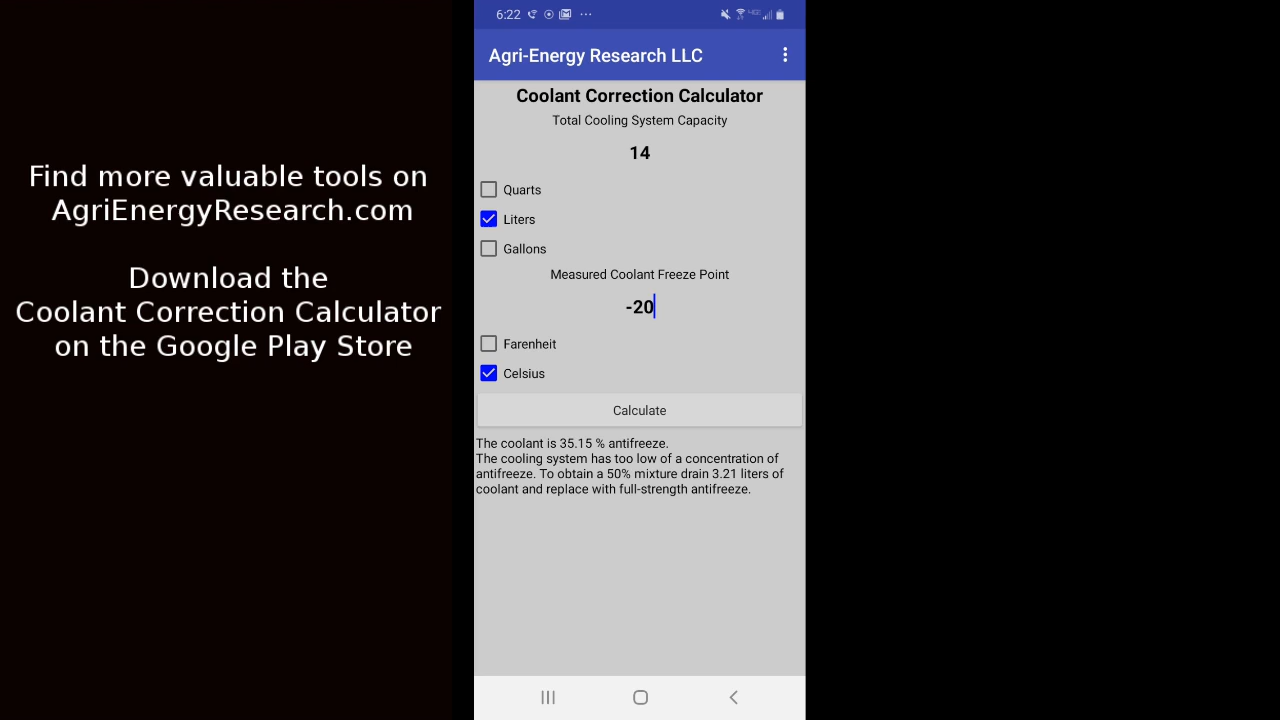 Find more valuable tools on
AgriEnergyResearch.com
Download the
Coolant Correction Calculator
on the Google Play Store
6:22
Agri-Energy Research LLC
Coolant Correction Calculator
Total Cooling System Capacity
14
Quarts
Liters
Gallons
Measured Coolant Freeze Point
-20
Farenheit
Celsius
Calculate
The coolant is 35.15 % antifreeze.
The cooling system has too low of a concentration of
antifreeze. To obtain a 50% mixture drain 3.21 liters of
coolant and replace with full-strength antifreeze.